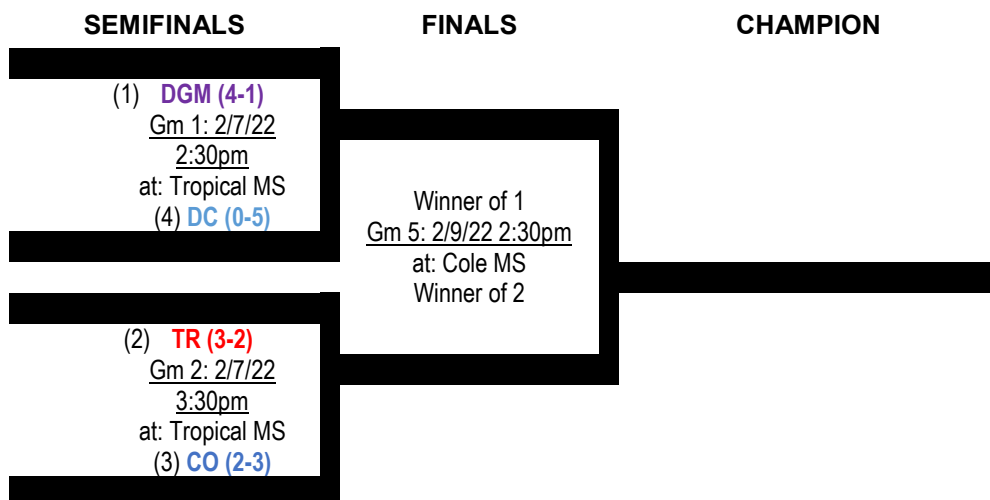 SEMIFINALS FINALS CHAMPION
(1) DGM (4-1)
Gm 1: 2/7/22
2:30pm
at: Tropical MS
(4) DC (0-5)
Winner of 1
Gm 5: 2/9/22 2:30pm
at: Cole MS
Winner of 2
(2) TR (3-2)
Gm 2: 2/7/22
3:30pm
at: Tropical MS
(3) CO (2-3)